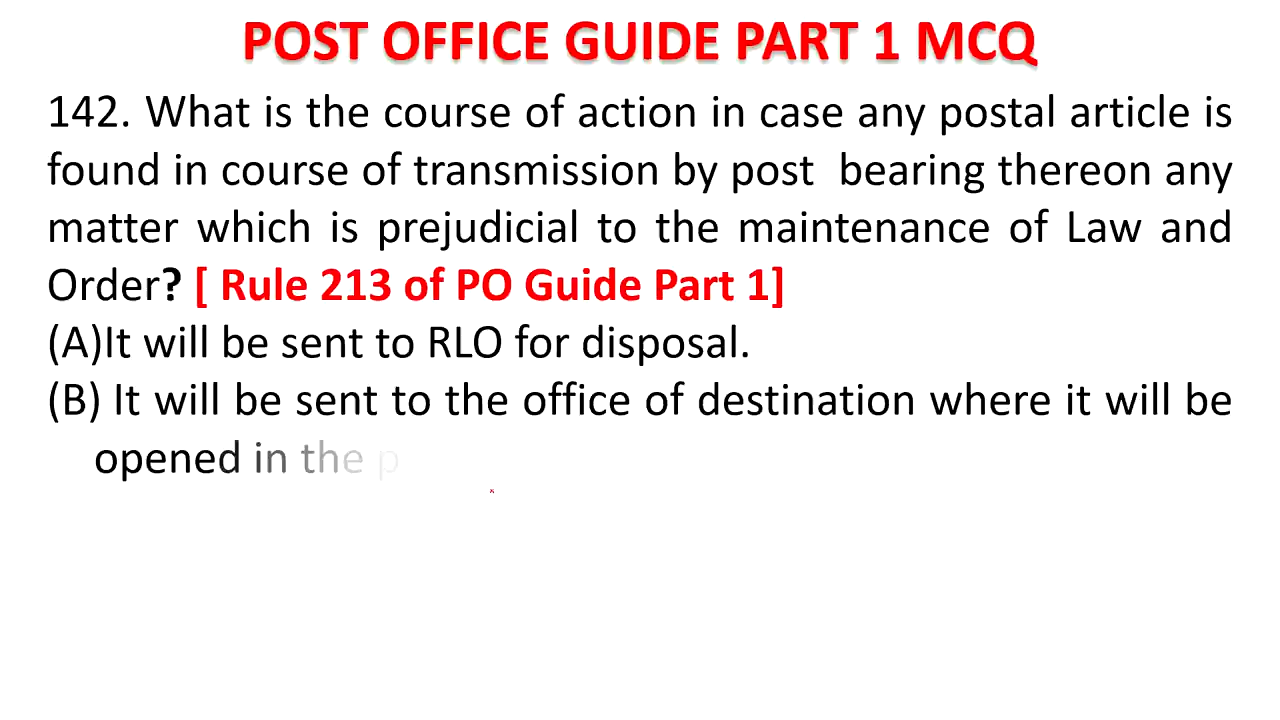 POST OFFICE GUIDE PART 1 MCQ
142. What is the course of action in case any postal article is
found in course of transmission by post bearing thereon any
matter which is prejudicial to the maintenance of Law and
Order? [ Rule 213 of PO Guide Part 1]
(A)It will be sent to RLO for disposal.
(B) It will be sent to the office of destination where it will be
opened in the p